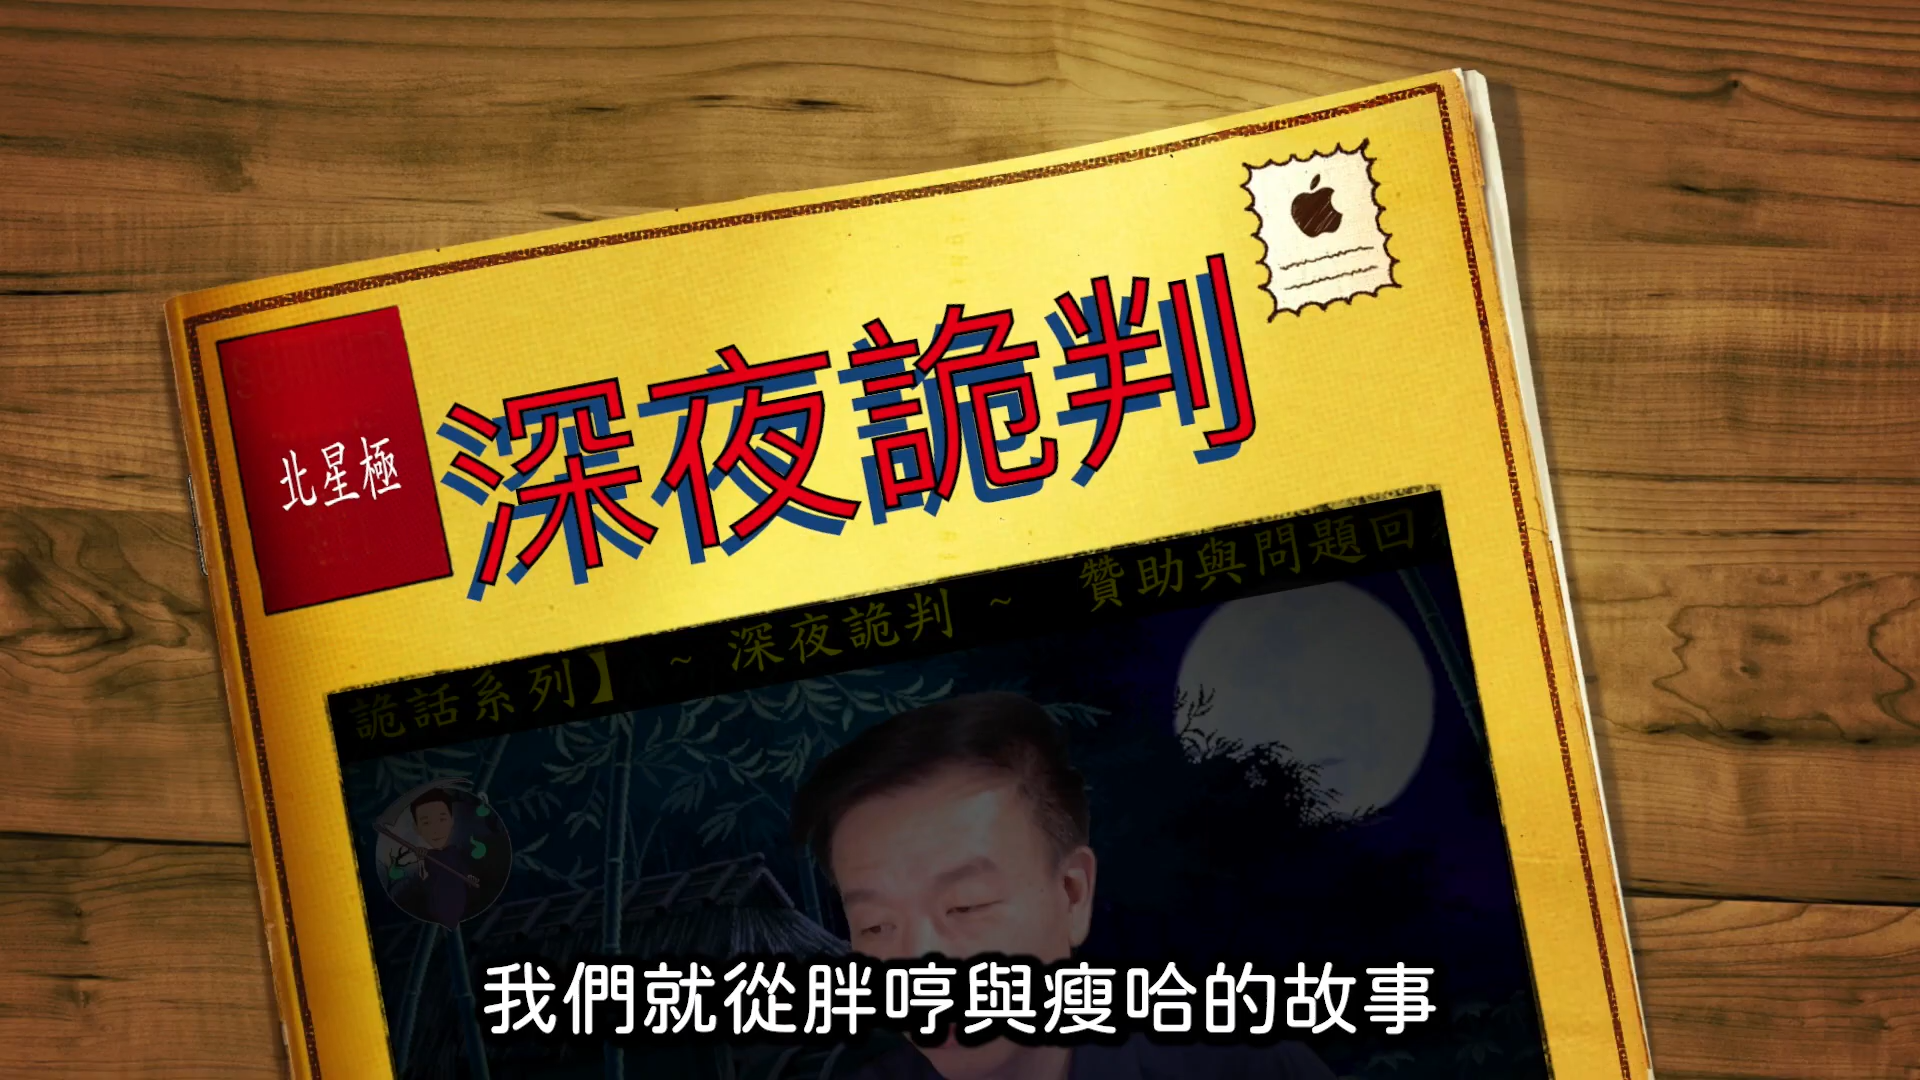 北星極
深夜詭判
詭話系列】 ~ 深夜詭判 ~ 贊助與問題回
我們就從胖哼與瘦哈的故事